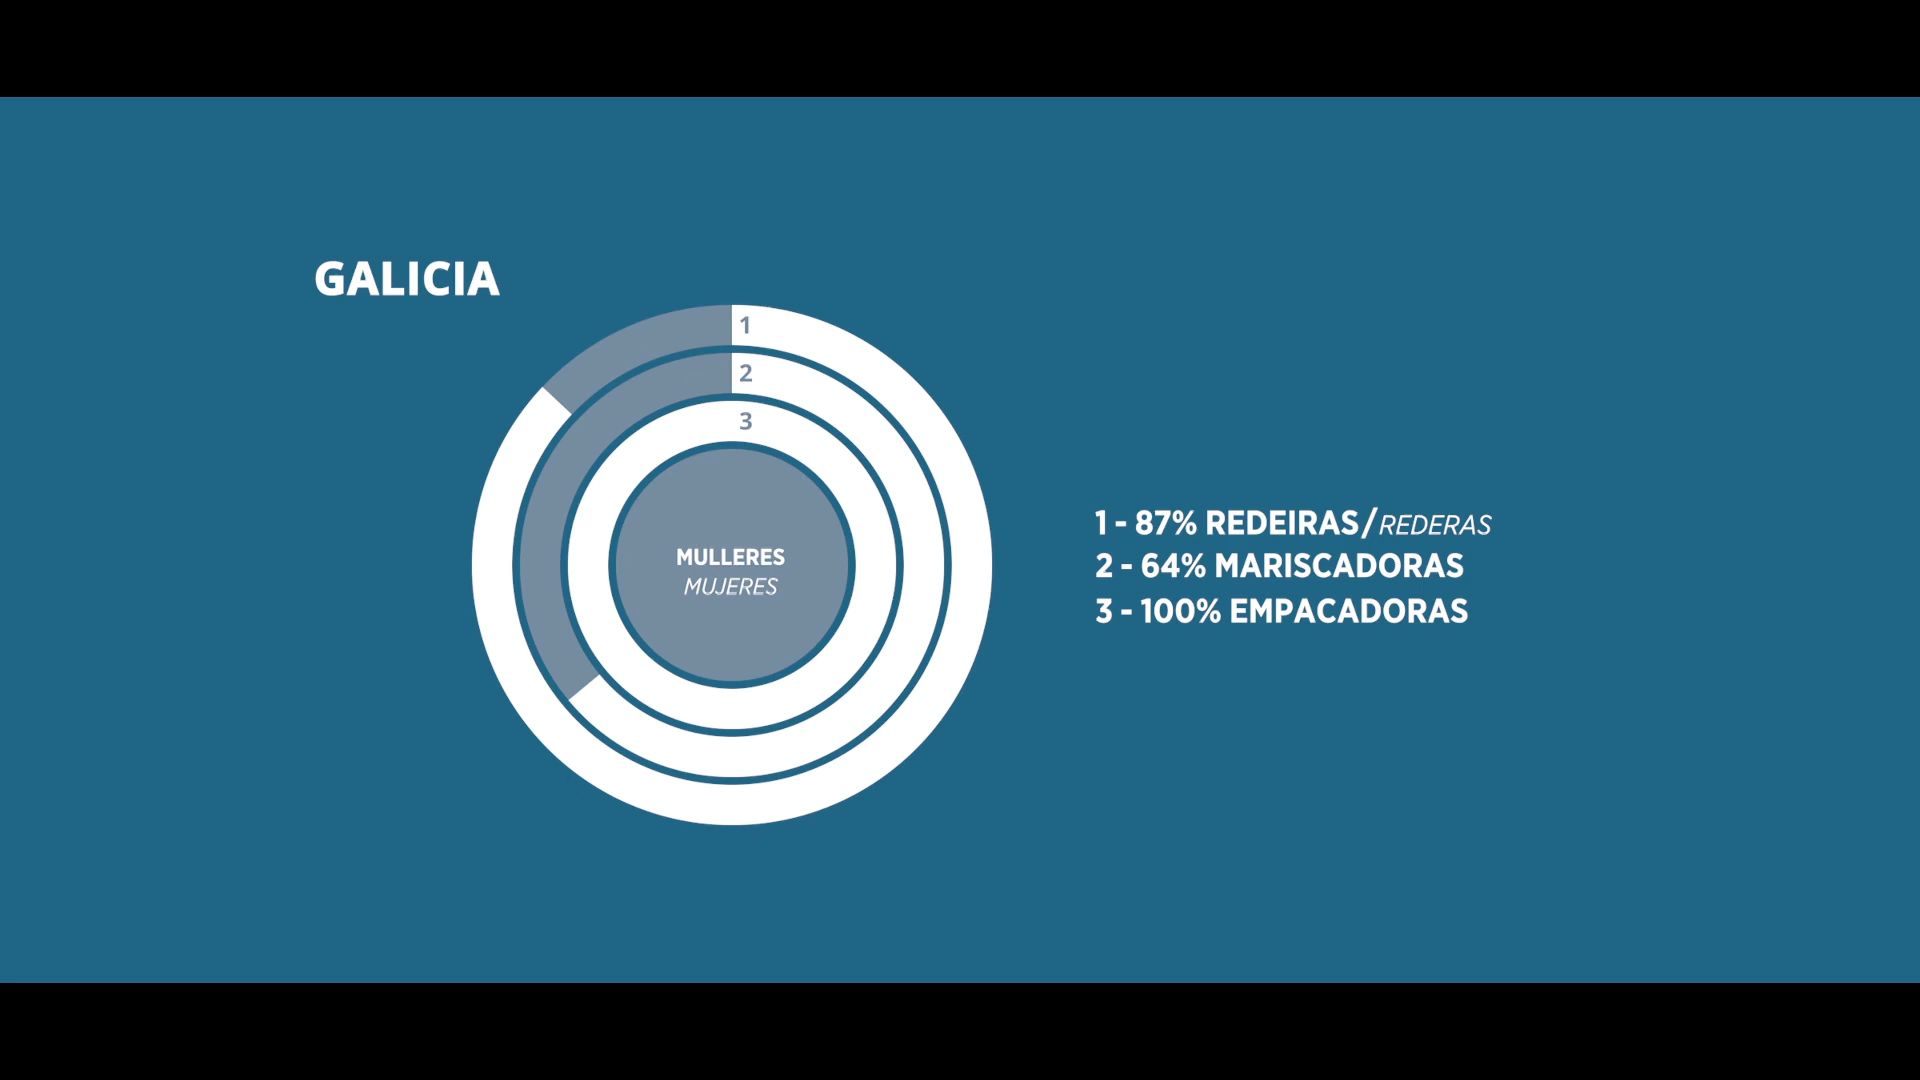 GALICIA
1
2
3
MULLERES
MUJERES
1 - 87% REDEIRAS/REDERAS
2 - 64% MARISCADORAS
3 - 100% EMPACADORAS